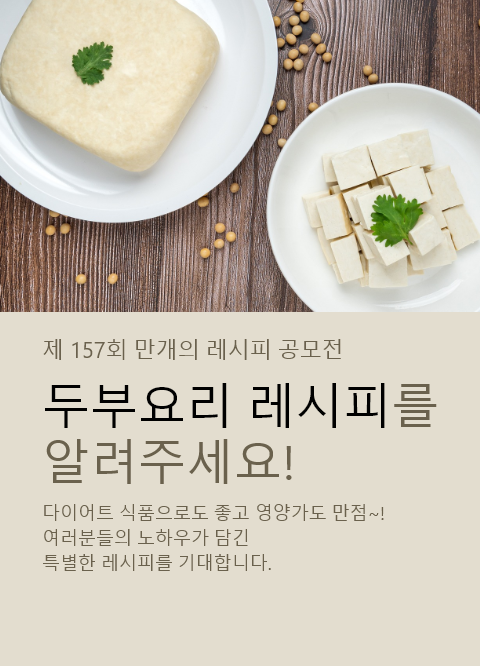 제 157회 만개의 레시피 공모전
두부요리 레시피를
알려주세요!
다이어트 식품으로도 좋고 영양가도 만점~!
여러분들의 노하우가 담긴
특별한 레시피를 기대합니다.